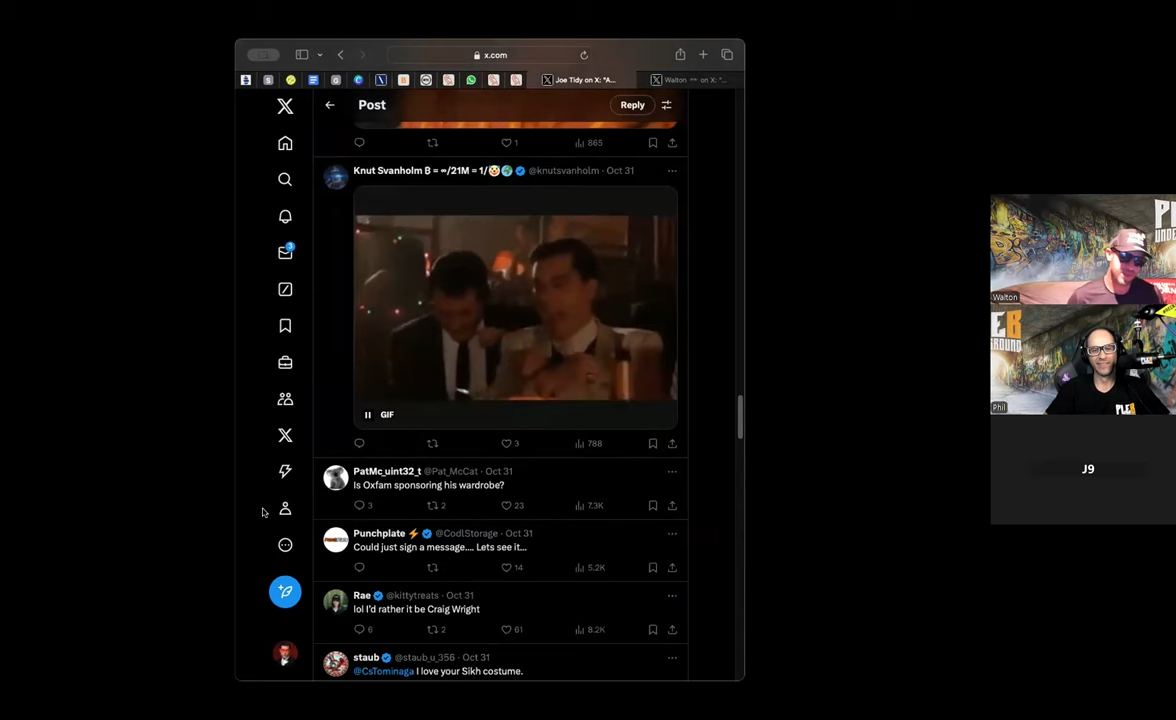 x.com
Joe Tidy on X: "A...
Walton 🇬🇧 on X: "...
Post
Reply
1
865
Knut Svanholm B = ∞/21M = 1/🤡🌍 @knutsvanholm · Oct 31
GIF
3
788
PatMc_uint32_t @Pat_McCat · Oct 31
Is Oxfam sponsoring his wardrobe?
3
2
23
7.3K
Punchplate ⚡ @CodlStorage · Oct 31
Could just sign a message.... Lets see it...
14
5.2K
Rae @kittytreats · Oct 31
lol I'd rather it be Craig Wright
6
2
61
8.2K
staub @staub_u_356 · Oct 31
@CsTominaga I love your Sikh costume.
3
Walton
Phil
PLEB
J9